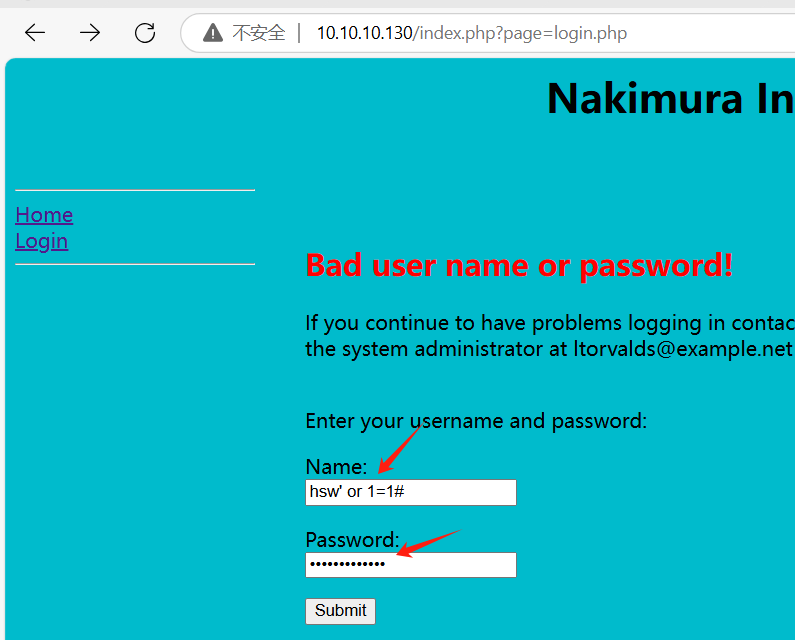 不安全 | 10.10.10.130/index.php?page=login.php
Nakimura In
Home
Login
Bad user name or password!
If you continue to have problems logging in contac
the system administrator at ltorvalds@example.net
Enter your username and password:
Name:
hsw' or 1=1#
Password:
•••••••••••••
Submit